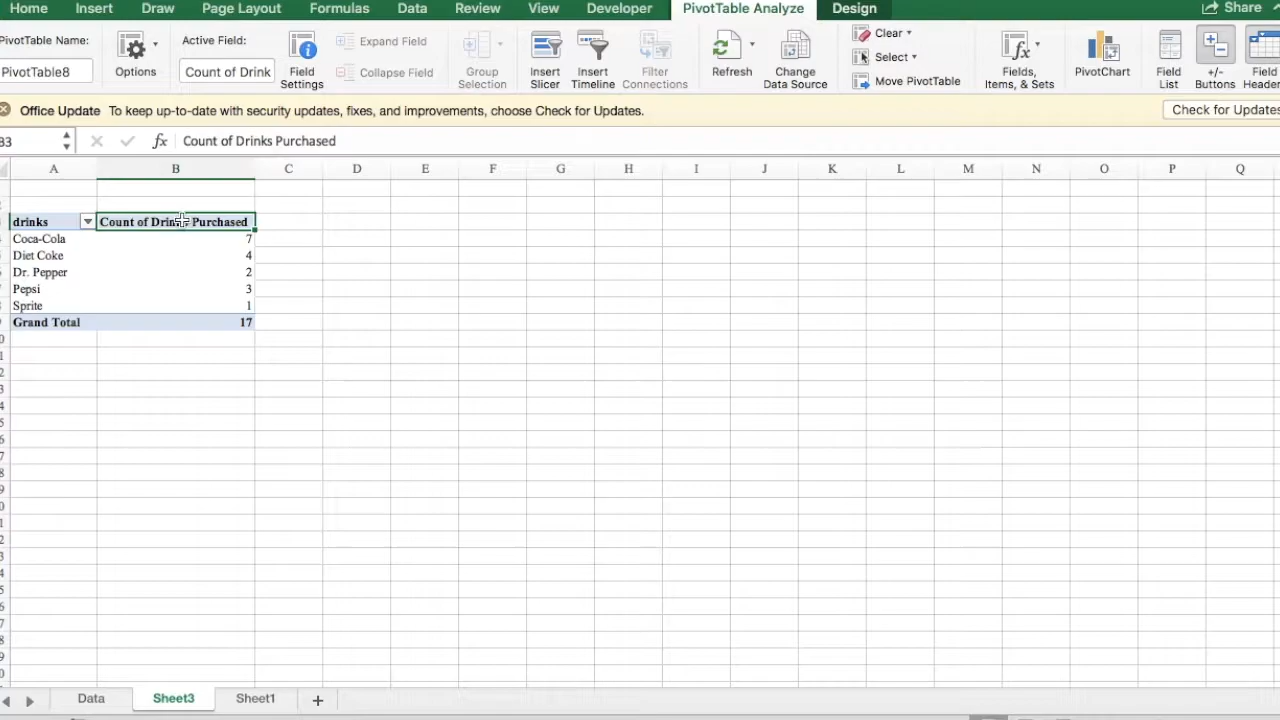 Home Insert Draw Page Layout Formulas Data Review View Developer PivotTable Analyze Design Share
PivotTable Name: Active Field: Expand Field Clear
PivotTable8 Options Count of Drink Field Settings Collapse Field Group Selection Insert Slicer Insert Timeline Filter Connections Refresh Change Data Source Select Move PivotTable Fields, Items, & Sets PivotChart Field List +/- Buttons Field Header
Office Update To keep up-to-date with security updates, fixes, and improvements, choose Check for Updates. Check for Updates
B3 fx Count of Drinks Purchased
A B C D E F G H I J K L M N O P Q
drinks Count of Drinks Purchased
Coca-Cola 7
Diet Coke 4
Dr. Pepper 2
Pepsi 3
Sprite 1
Grand Total 17
Data Sheet3 Sheet1 +